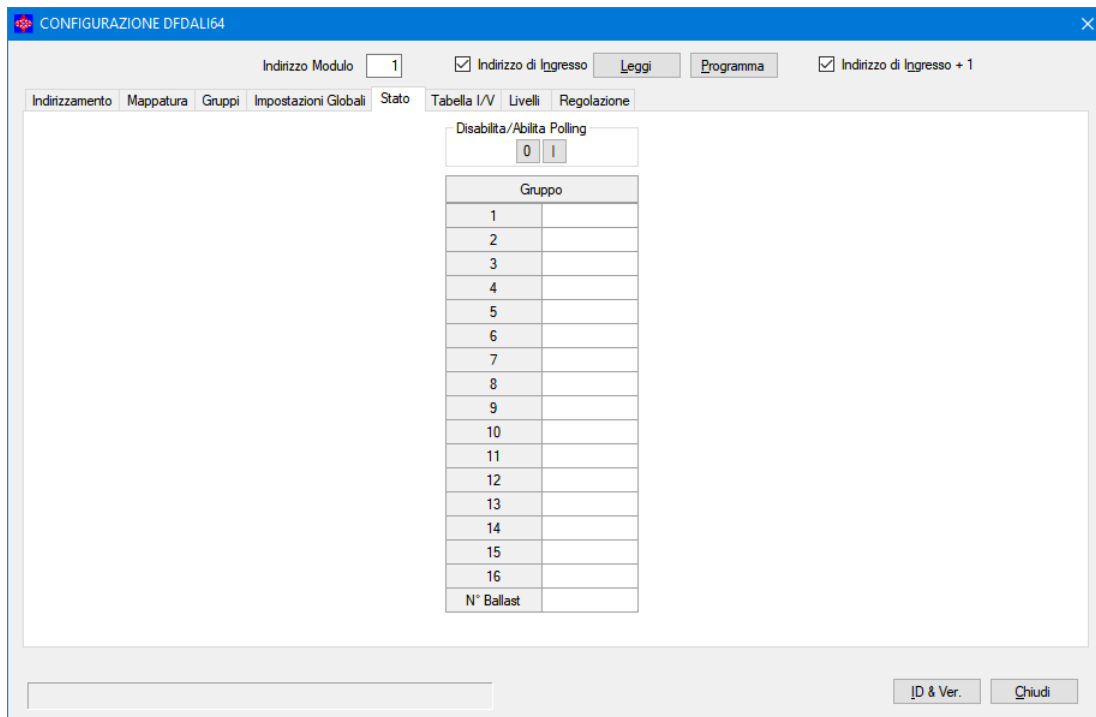 CONFIGURAZIONE DFDALI64
Indirizzo Modulo 1 Indirizzo di Ingresso Leggi Programma Indirizzo di Ingresso + 1
Indirizzamento Mappatura Gruppi Impostazioni Globali Stato Tabella I/V Livelli Regolazione
Disabilita/Abilita Polling
0 I
Gruppo
1
2
3
4
5
6
7
8
9
10
11
12
13
14
15
16
N° Ballast
ID & Ver. Chiudi